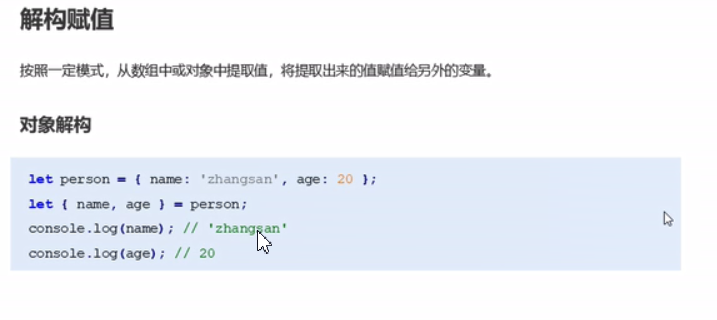 解构赋值
按照一定模式，从数组中或对象中提取值，将提取出来的值赋值给另外的变量。
对象解构
let person = { name: 'zhangsan', age: 20 };
let { name, age } = person;
console.log(name); // 'zhangsan'
console.log(age); // 20